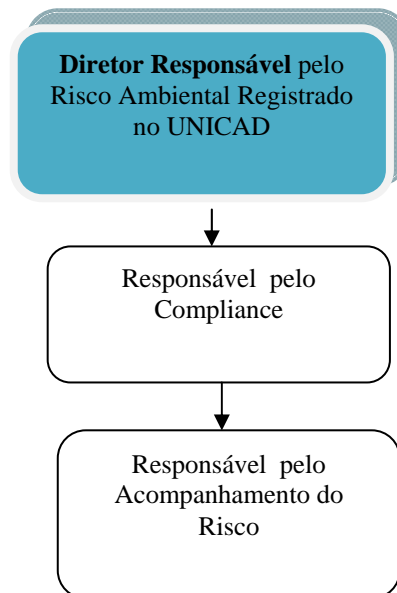 Diretor Responsável pelo
Risco Ambiental Registrado
no UNICAD
Responsável pelo
Compliance
Responsável pelo
Acompanhamento do
Risco